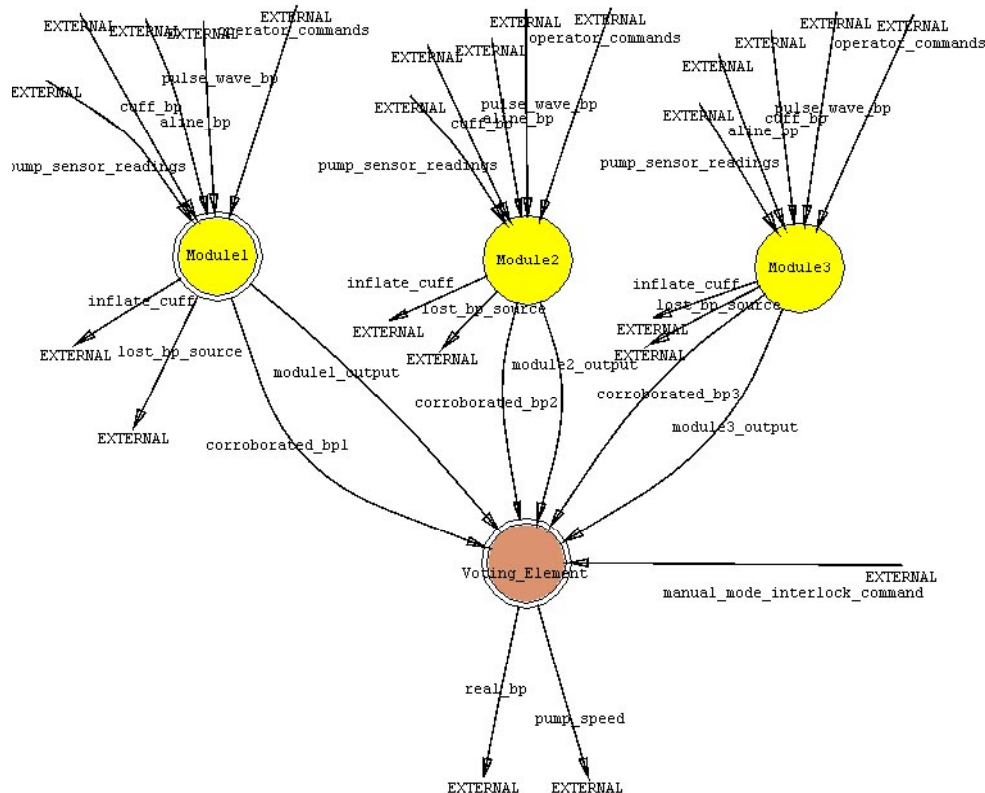 EXTERNAL
EXTERNAL
EXTERNAL
operator_commands
EXTERNAL
EXTERNAL
pulse_wave_bp
cuff_bp
aline_bp
pump_sensor_readings
Module1
inflate_cuff
EXTERNAL
lost_bp_source
EXTERNAL
module1_output
corroborated_bp1
EXTERNAL
EXTERNAL
operator_commands
EXTERNAL
EXTERNAL
EXTERNAL
pulse_wave_bp
aline_bp
cuff_bp
pump_sensor_readings
Module2
inflate_cuff
lost_bp_source
EXTERNAL
EXTERNAL
module2_output
corroborated_bp2
EXTERNAL
EXTERNAL
operator_commands
EXTERNAL
EXTERNAL
EXTERNAL
pulse_wave_bp
cuff_bp
aline_bp
pump_sensor_readings
Module3
inflate_cuff
lost_bp_source
EXTERNAL
EXTERNAL
corroborated_bp3
module3_output
Voting_Element
EXTERNAL
manual_mode_interlock_command
real_bp
pump_speed
EXTERNAL
EXTERNAL